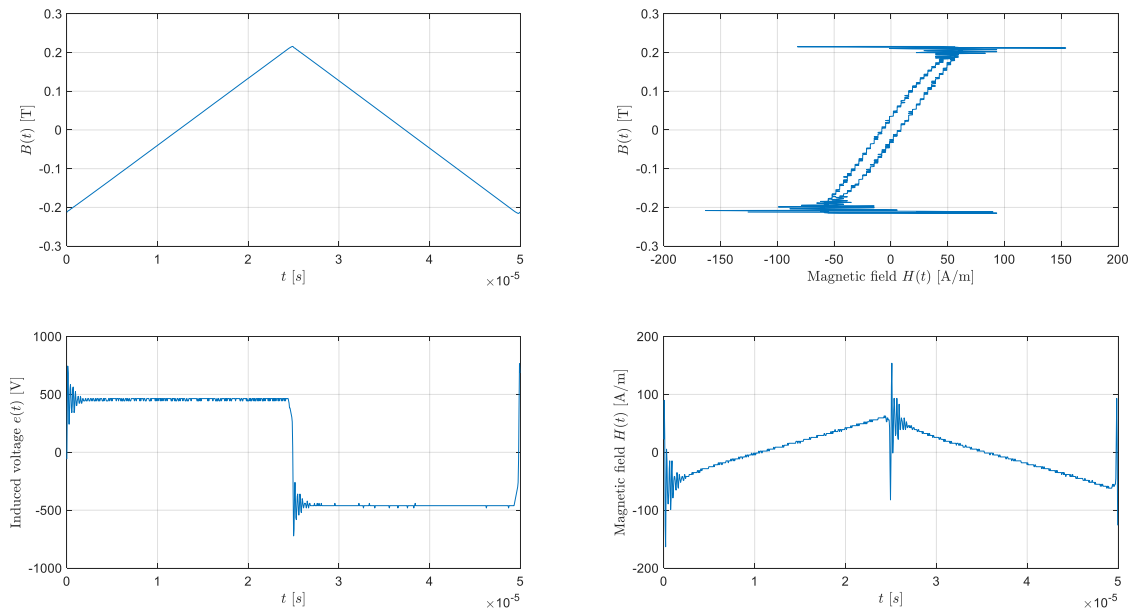 0.3
0.2
0.1
0
-0.1
-0.2
-0.3
B(t) [T]
0 1 2 3 4 5
t [s]
×10-5
0.3
0.2
0.1
0
-0.1
-0.2
-0.3
B(t) [T]
-200 -150 -100 -50 0 50 100 150 200
Magnetic field H(t) [A/m]
1000
500
0
-500
-1000
Induced voltage e(t) [V]
0 1 2 3 4 5
t [s]
×10-5
200
100
0
-100
-200
Magnetic field H(t) [A/m]
0 1 2 3 4 5
t [s]
×10-5